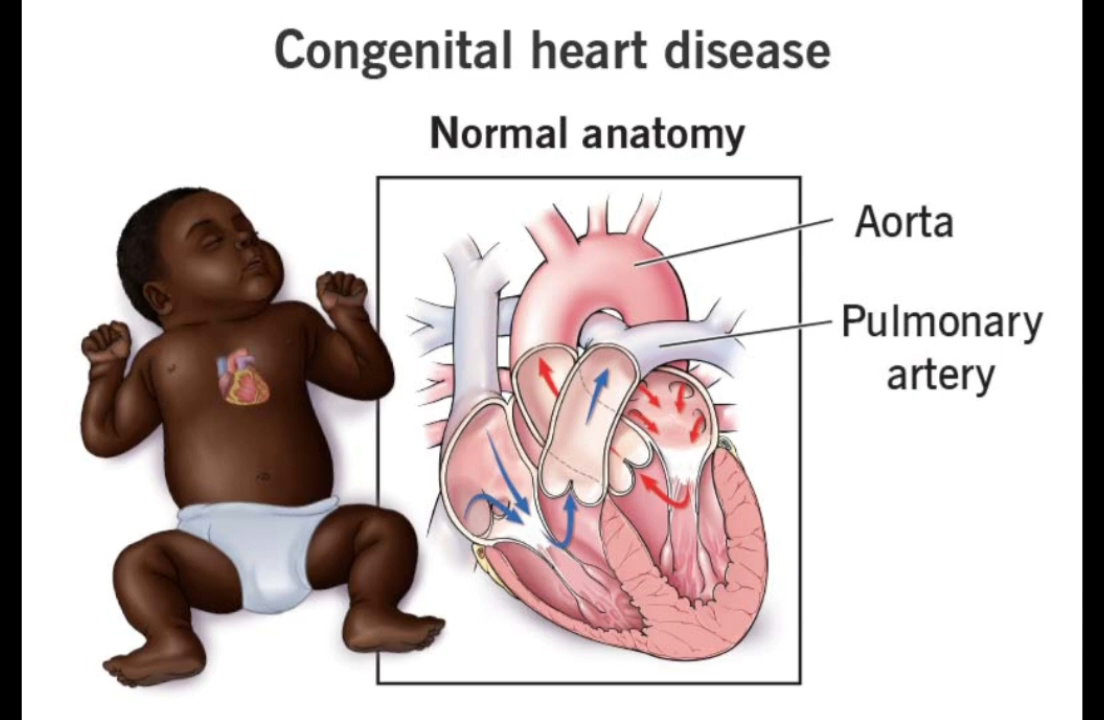 Congenital heart disease
Normal anatomy
Aorta
Pulmonary
artery